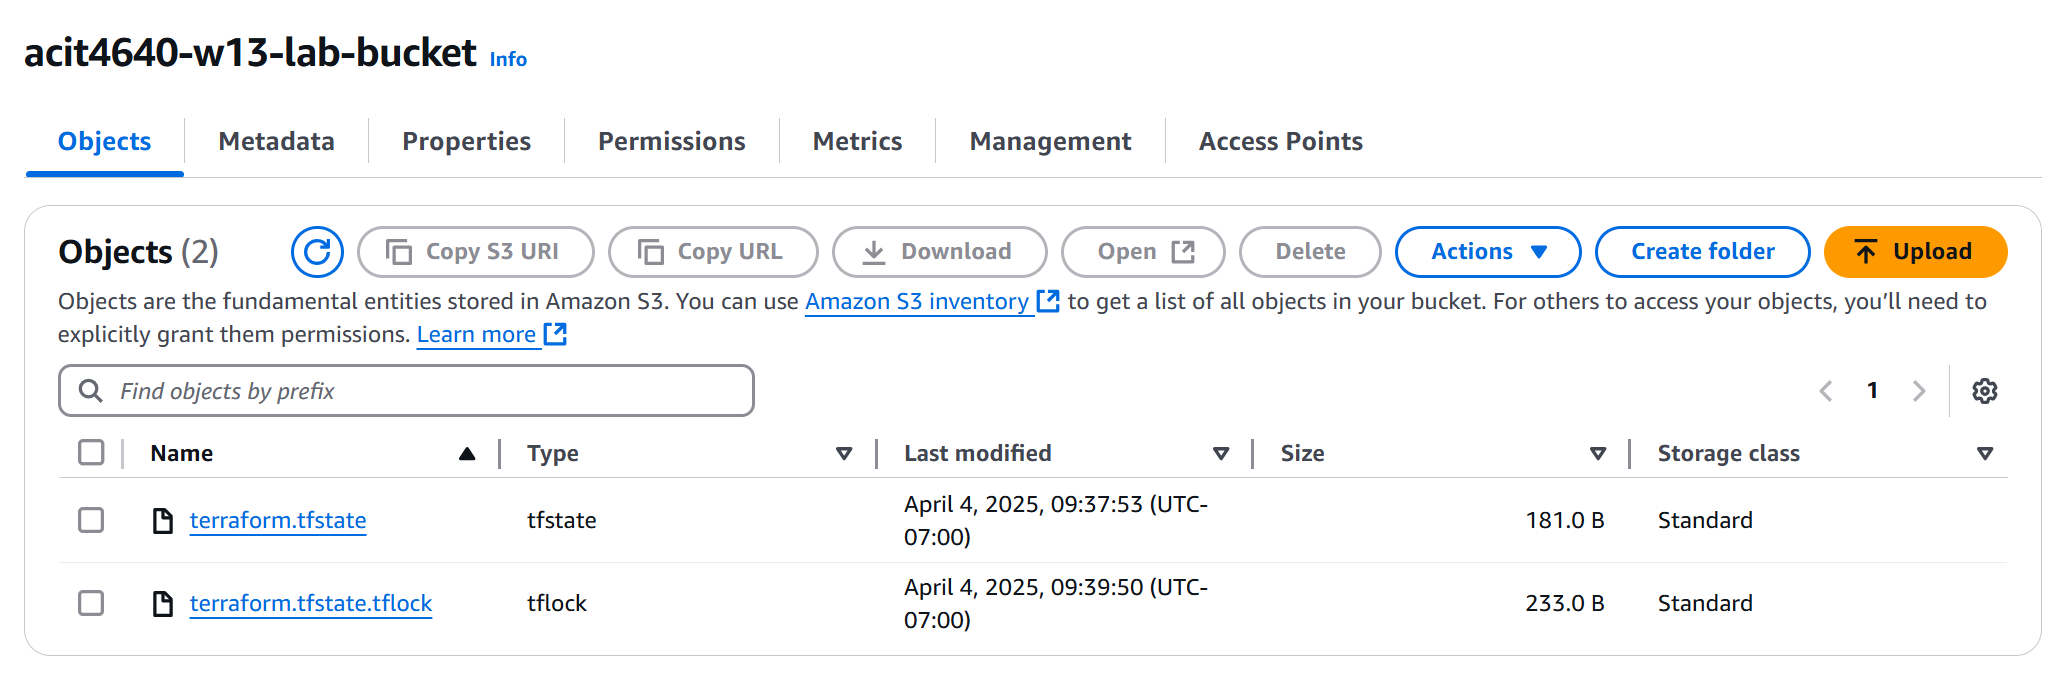 acit4640-w13-lab-bucket Info
Objects Metadata Properties Permissions Metrics Management Access Points
Objects (2) Copy S3 URI Copy URL Download Open Delete Actions Create folder Upload
Objects are the fundamental entities stored in Amazon S3. You can use Amazon S3 inventory to get a list of all objects in your bucket. For others to access your objects, you’ll need to
explicitly grant them permissions. Learn more
Find objects by prefix 1
Name Type Last modified Size Storage class
terraform.tfstate tfstate April 4, 2025, 09:37:53 (UTC-
07:00) 181.0 B Standard
terraform.tfstate.tflock tflock April 4, 2025, 09:39:50 (UTC-
07:00) 233.0 B Standard